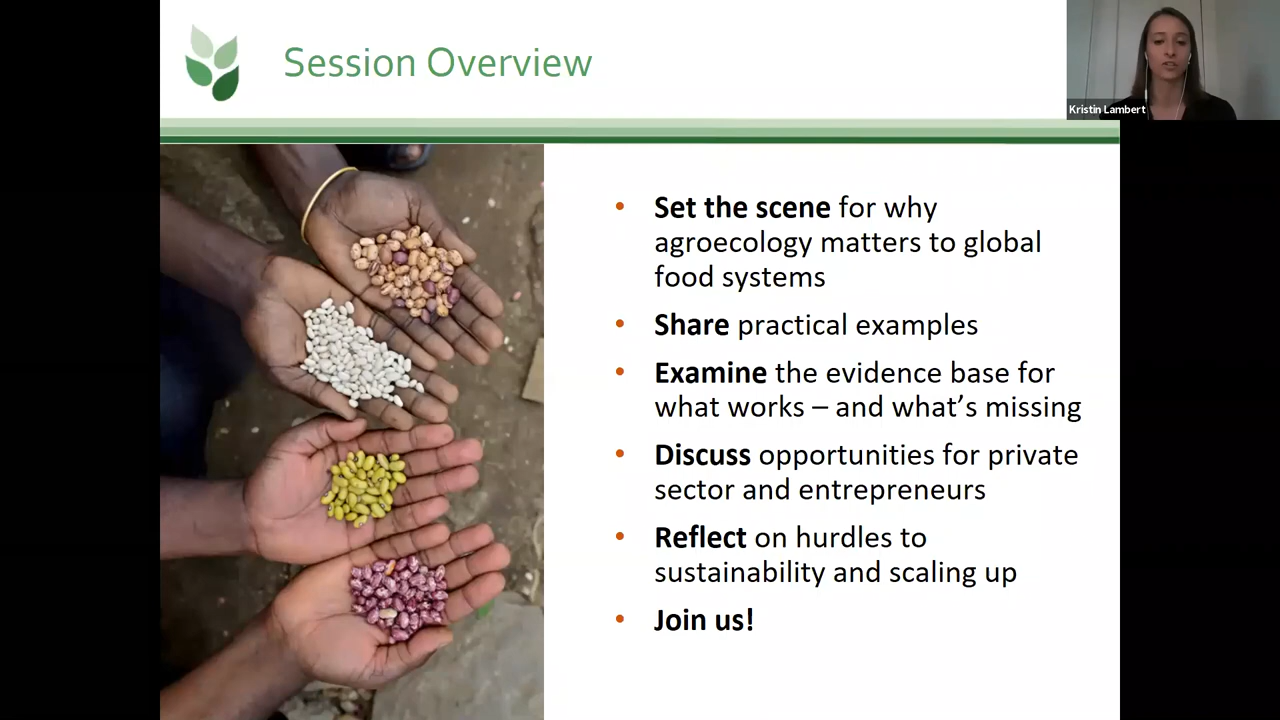 Session Overview
Kristin Lambert
• Set the scene for why
agroecology matters to global
food systems
• Share practical examples
• Examine the evidence base for
what works – and what’s missing
• Discuss opportunities for private
sector and entrepreneurs
• Reflect on hurdles to
sustainability and scaling up
• Join us!